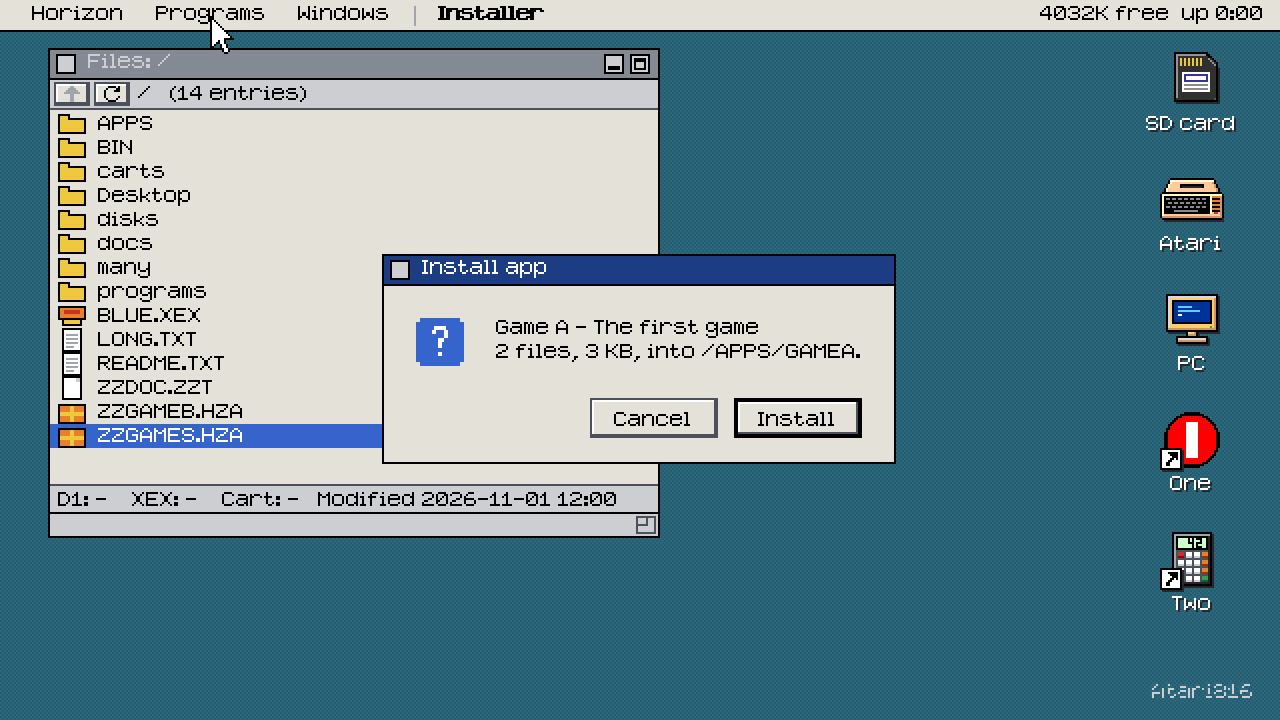 Horizon Programs Windows | Installer 4032K free up 0:00
Files: /
/ (14 entries)
APPS
BIN
carts
Desktop
disks
docs
many
programs
BLUE.XEX
LONG.TXT
README.TXT
ZZDOC.ZZT
ZZGAMEB.HZA
ZZGAMES.HZA
D1: - XEX: - Cart: - Modified 2026-11-01 12:00
Install app
?
Game A - The first game
2 files, 3 KB, into /APPS/GAMEA.
Cancel Install
SD card
Atari
PC
One
42
Two
Atari816